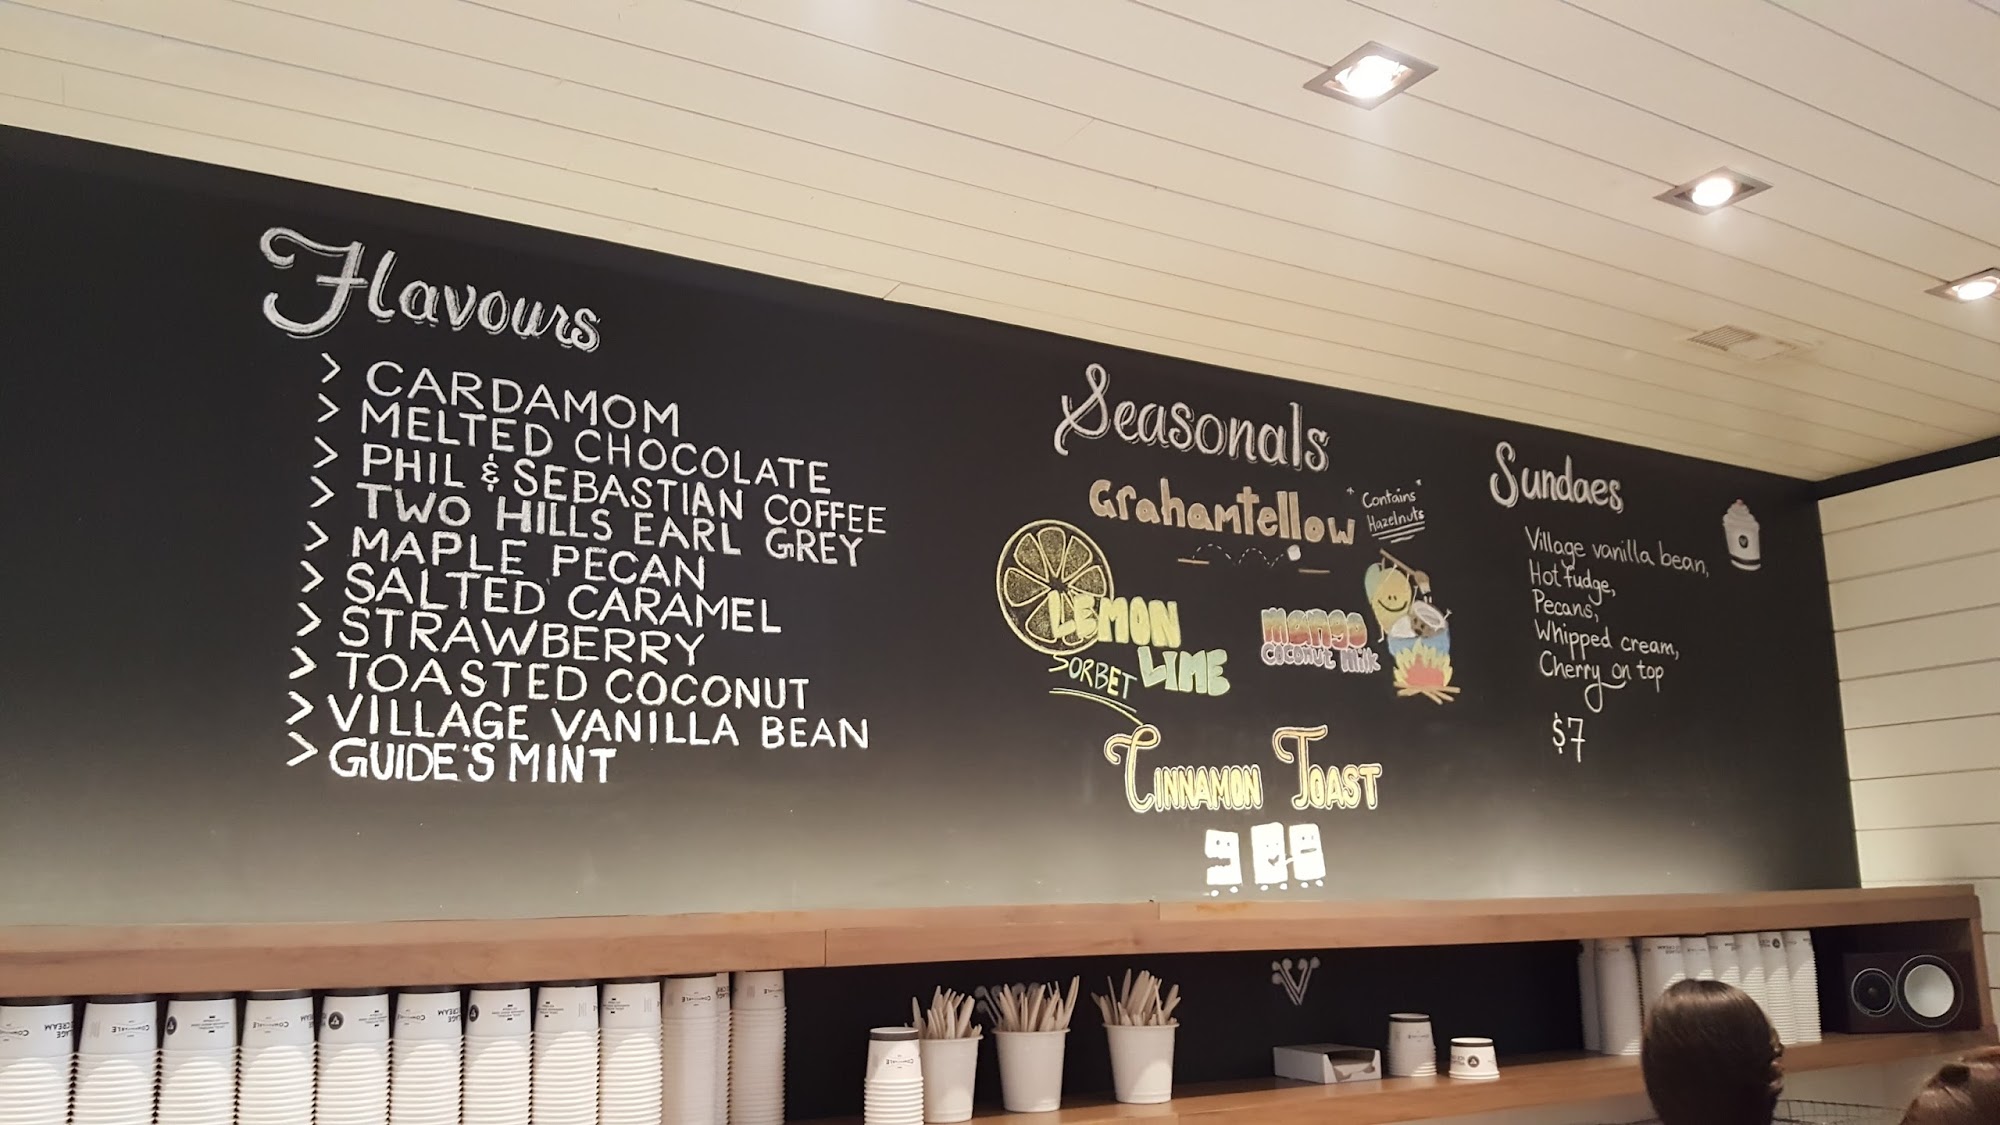 Flavours
> CARDAMOM
> MELTED CHOCOLATE
> PHIL & SEBASTIAN COFFEE
> TWO HILLS EARL GREY
> MAPLE PECAN
> SALTED CARAMEL
> STRAWBERRY
> TOASTED COCONUT
> VILLAGE VANILLA BEAN
> GUIDE'S MINT
Seasonals
Grahamtellow
"Contains"
Hazelnuts
LEMON
LIME
SORBET
mango
coconut milk
CINNAMON TOAST
Sundaes
Village vanilla bean,
Hot fudge,
Pecans,
Whipped cream,
Cherry on top
$7